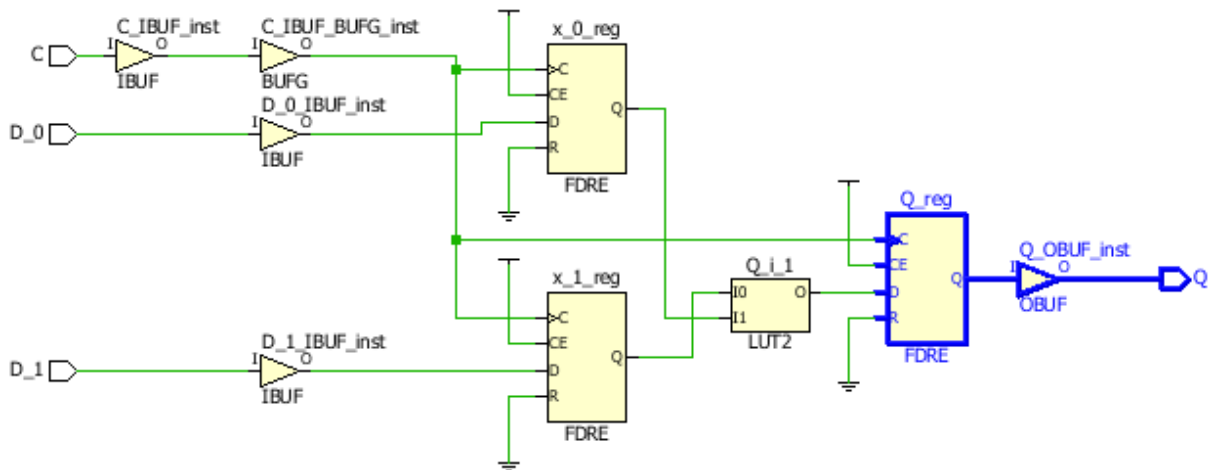 C_IBUF_inst
C_IBUF_BUFG_inst
x_0_reg
C
I
O
I
O
IBUF
BUFG
C
CE
D
R
Q
FDRE
D_0_IBUF_inst
D_0
I
O
IBUF
Q_reg
C
CE
D
R
Q
FDRE
Q_OBUF_inst
I
O
OBUF
Q
Q_i_1
I0
I1
O
LUT2
x_1_reg
C
CE
D
R
Q
FDRE
D_1_IBUF_inst
D_1
I
O
IBUF